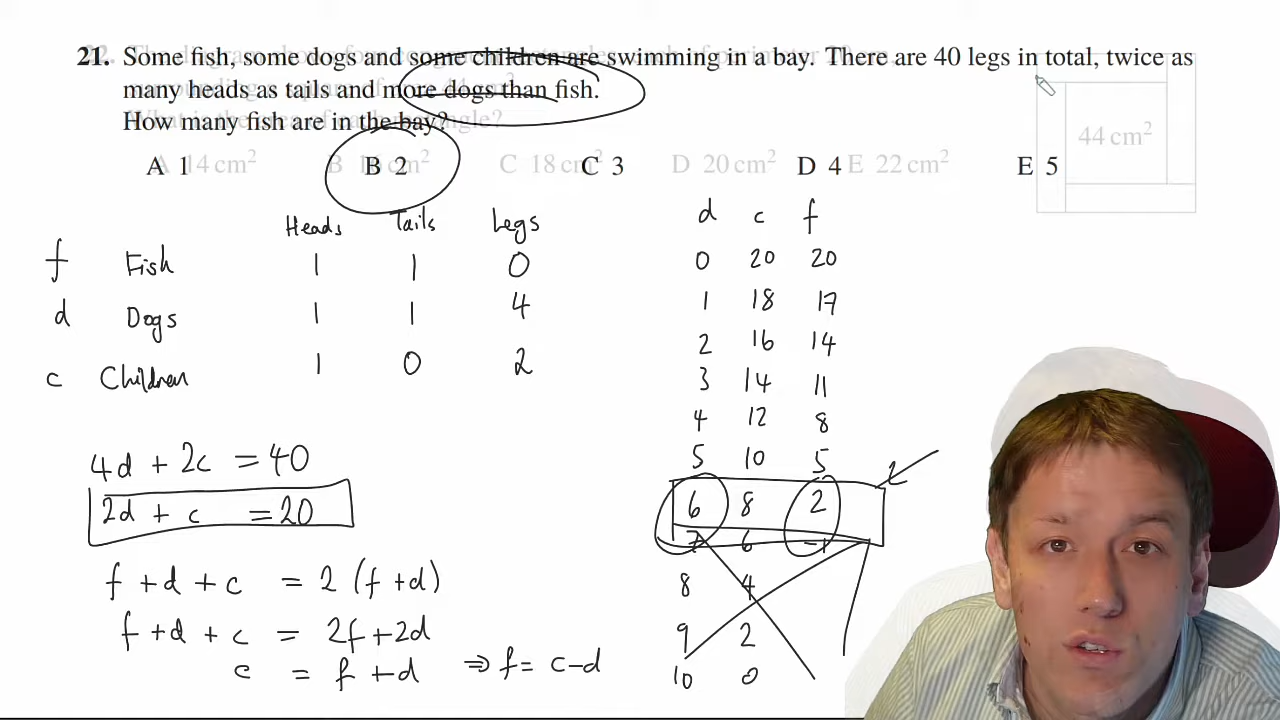 21. Some fish, some dogs and some children are swimming in a bay. There are 40 legs in total, twice as
many heads as tails and more dogs than fish.
How many fish are in the bay?
A 1 B 2 C 3 D 4 E 5
14 cm² B cm² C 18 cm² D 20 cm² E 22 cm²
44 cm²
Heads Tails Legs
f Fish 1 1 0
d Dogs 1 1 4
c Children 1 0 2
4d + 2c = 40
2d + c = 20
f + d + c = 2 (f + d)
f + d + c = 2f + 2d
c = f + d ⇒ f = c - d
d c f
0 20 20
1 18 17
2 16 14
3 14 11
4 12 8
5 10 5
6 8 2
7 6 -1
8 4
9 2
10 0